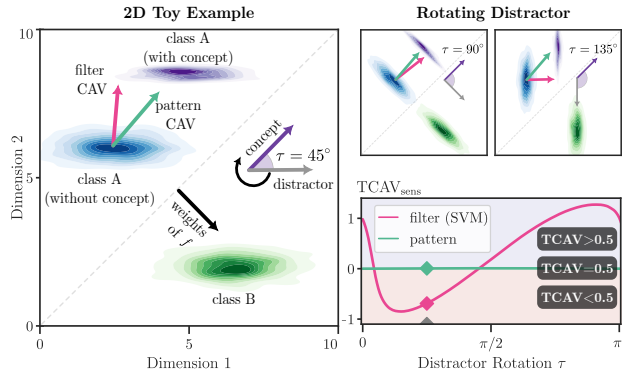 2D Toy Example
Rotating Distractor
10
class A
(with concept)
filter
CAV
pattern
CAV
concept
τ = 45°
distractor
class A
(without concept)
weights
of f
class B
Dimension 2
5
0
0
5
10
Dimension 1
τ = 90°
τ = 135°
TCAVsens
1
0
-1
filter (SVM)
pattern
TCAV>0.5
TCAV=0.5
TCAV<0.5
0
π/2
π
Distractor Rotation τ